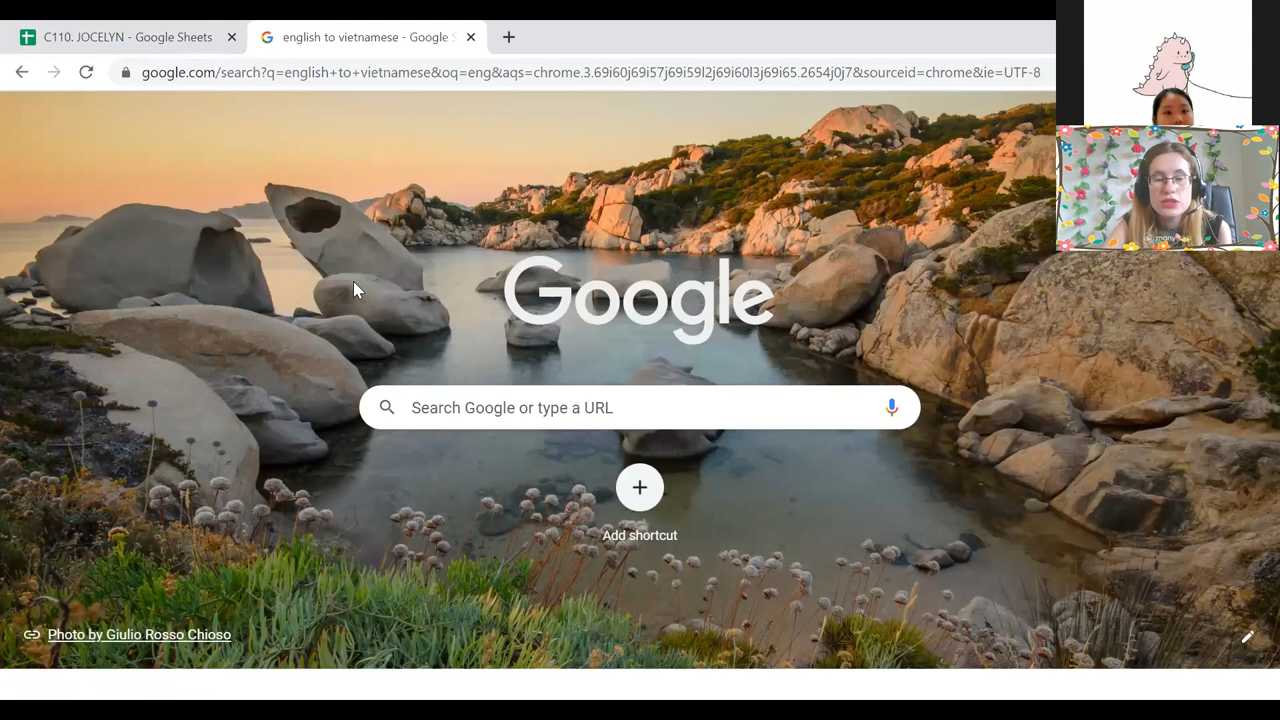 C110. JOCELYN - Google Sheets
english to vietnamese - Google S
google.com/search?q=english+to+vietnamese&oq=eng&aqs=chrome.3.69i60j69i57j69i59l2j69i60l3j69i65.2654j0j7&sourceid=chrome&ie=UTF-8
Google
Search Google or type a URL
Add shortcut
Photo by Giulio Rosso Chioso